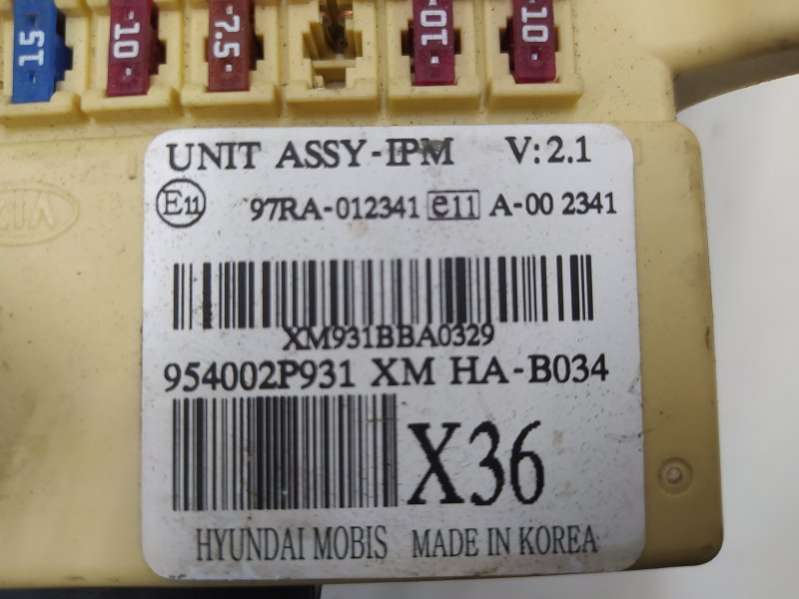 15 -10- -7.5- -10- -10-
UNIT ASSY-IPM V:2.1
E11 97RA-012341 e11 A-00 2341
XM931BBA0329
954002P931 XM HA-B034
X36
HYUNDAI MOBIS MADE IN KOREA
KIA